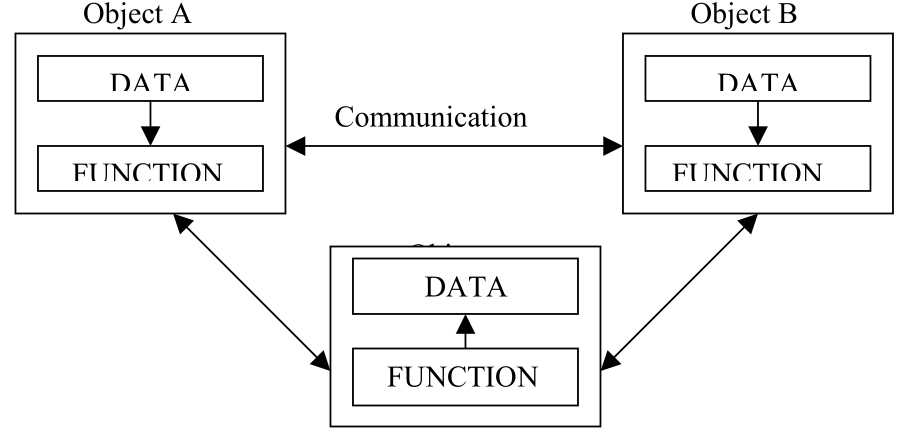 Object A
Object B
DATA
DATA
Communication
FUNCTION
FUNCTION
DATA
FUNCTION